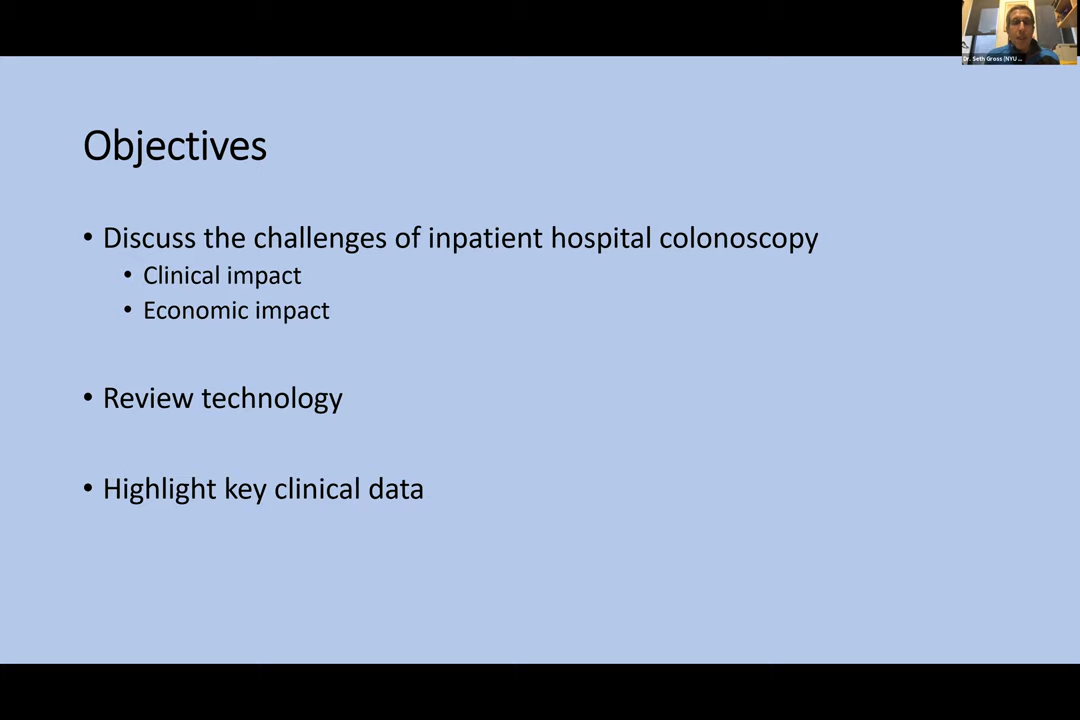 Dr. Seth Gross (NYU ...
Objectives
• Discuss the challenges of inpatient hospital colonoscopy
• Clinical impact
• Economic impact
• Review technology
• Highlight key clinical data